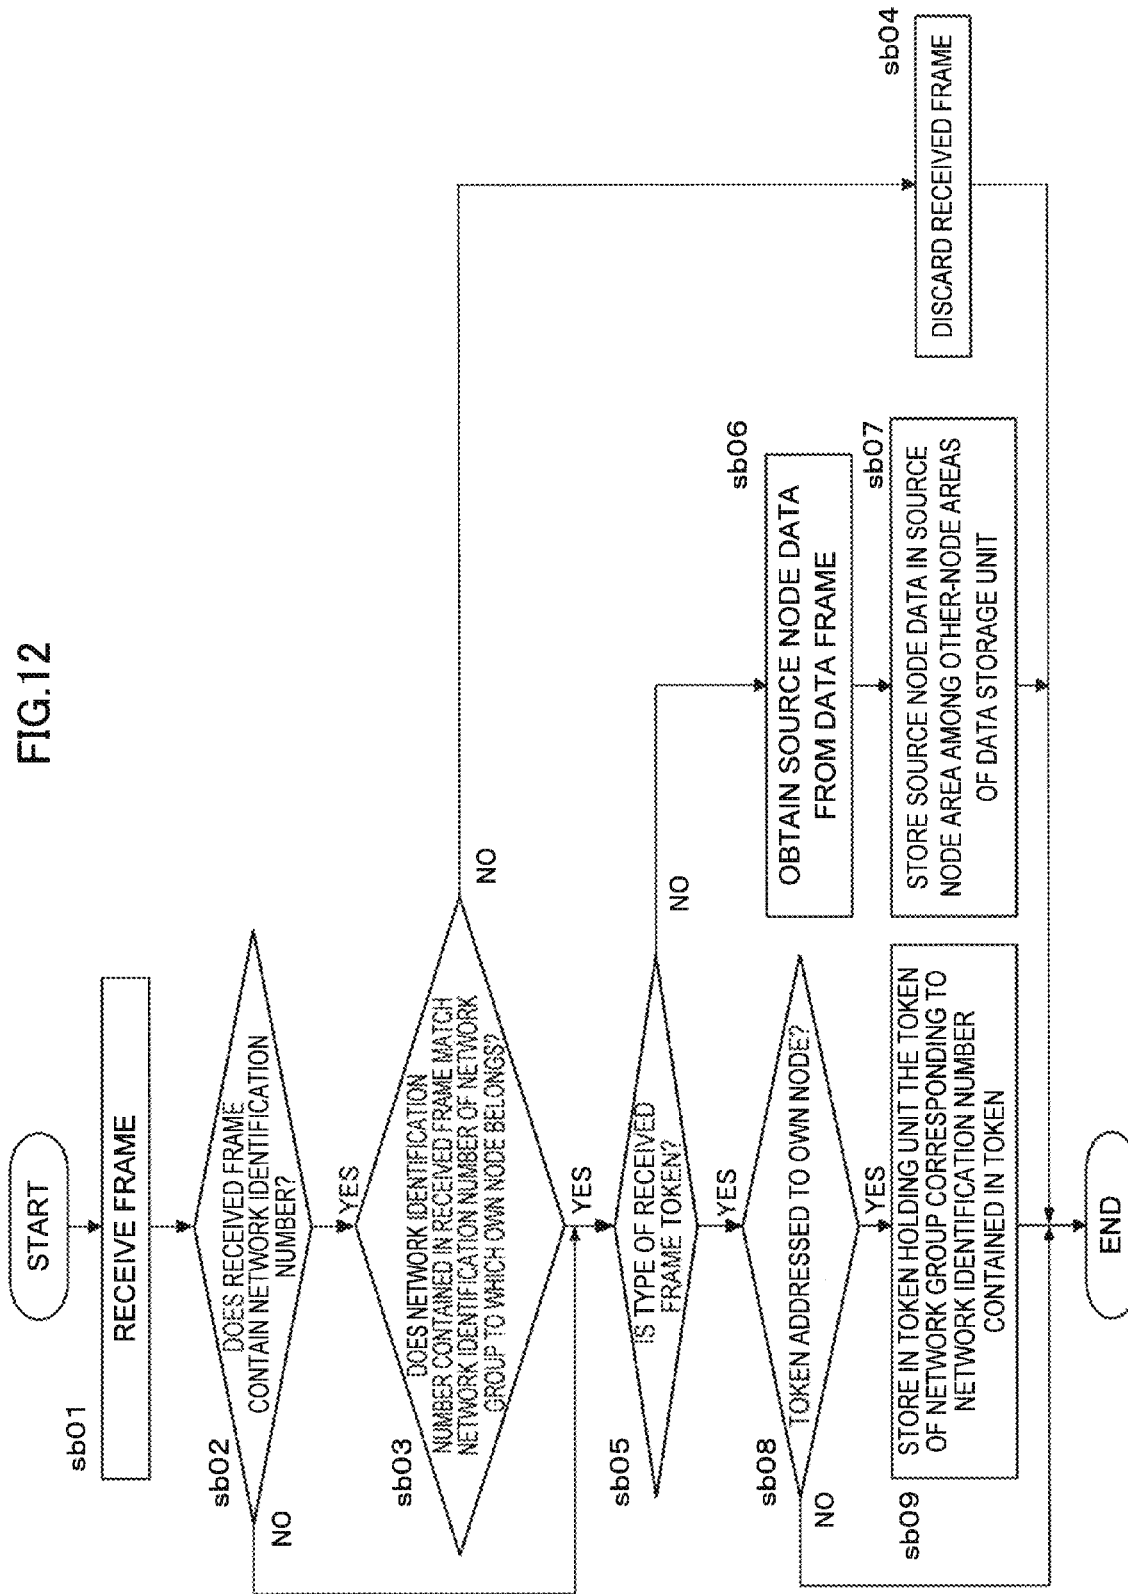 FIG.12
START
sb01
RECEIVE FRAME
sb02
DOES RECEIVED FRAME
CONTAIN NETWORK IDENTIFICATION
NUMBER?
NO
YES
sb03
DOES NETWORK IDENTIFICATION
NUMBER CONTAINED IN RECEIVED FRAME MATCH
NETWORK IDENTIFICATION NUMBER OF NETWORK
GROUP TO WHICH OWN NODE BELONGS?
NO
YES
sb04
DISCARD RECEIVED FRAME
sb05
IS TYPE OF RECEIVED
FRAME TOKEN?
NO
YES
sb06
OBTAIN SOURCE NODE DATA
FROM DATA FRAME
sb07
STORE SOURCE NODE DATA IN SOURCE
NODE AREA AMONG OTHER-NODE AREAS
OF DATA STORAGE UNIT
sb08
TOKEN ADDRESSED TO OWN NODE?
NO
YES
sb09
STORE IN TOKEN HOLDING UNIT THE TOKEN
OF NETWORK GROUP CORRESPONDING TO
NETWORK IDENTIFICATION NUMBER
CONTAINED IN TOKEN
END